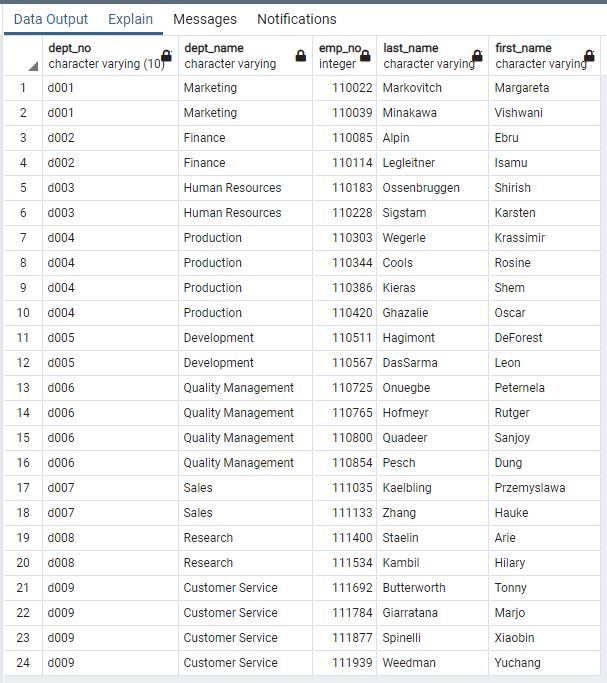 Data Output Explain Messages Notifications
dept_no dept_name emp_no last_name first_name
character varying (10) character varying integer character varying character varying
1 d001 Marketing 110022 Markovitch Margareta
2 d001 Marketing 110039 Minakawa Vishwani
3 d002 Finance 110085 Alpin Ebru
4 d002 Finance 110114 Legleitner Isamu
5 d003 Human Resources 110183 Ossenbruggen Shirish
6 d003 Human Resources 110228 Sigstam Karsten
7 d004 Production 110303 Wegerle Krassimir
8 d004 Production 110344 Cools Rosine
9 d004 Production 110386 Kieras Shem
10 d004 Production 110420 Ghazalie Oscar
11 d005 Development 110511 Hagimont DeForest
12 d005 Development 110567 DasSarma Leon
13 d006 Quality Management 110725 Onuegbe Peternela
14 d006 Quality Management 110765 Hofmeyr Rutger
15 d006 Quality Management 110800 Quadeer Sanjoy
16 d006 Quality Management 110854 Pesch Dung
17 d007 Sales 111035 Kaelbling Przemyslawa
18 d007 Sales 111133 Zhang Hauke
19 d008 Research 111400 Staelin Arie
20 d008 Research 111534 Kambil Hilary
21 d009 Customer Service 111692 Butterworth Tonny
22 d009 Customer Service 111784 Giarratana Marjo
23 d009 Customer Service 111877 Spinelli Xiaobin
24 d009 Customer Service 111939 Weedman Yuchang